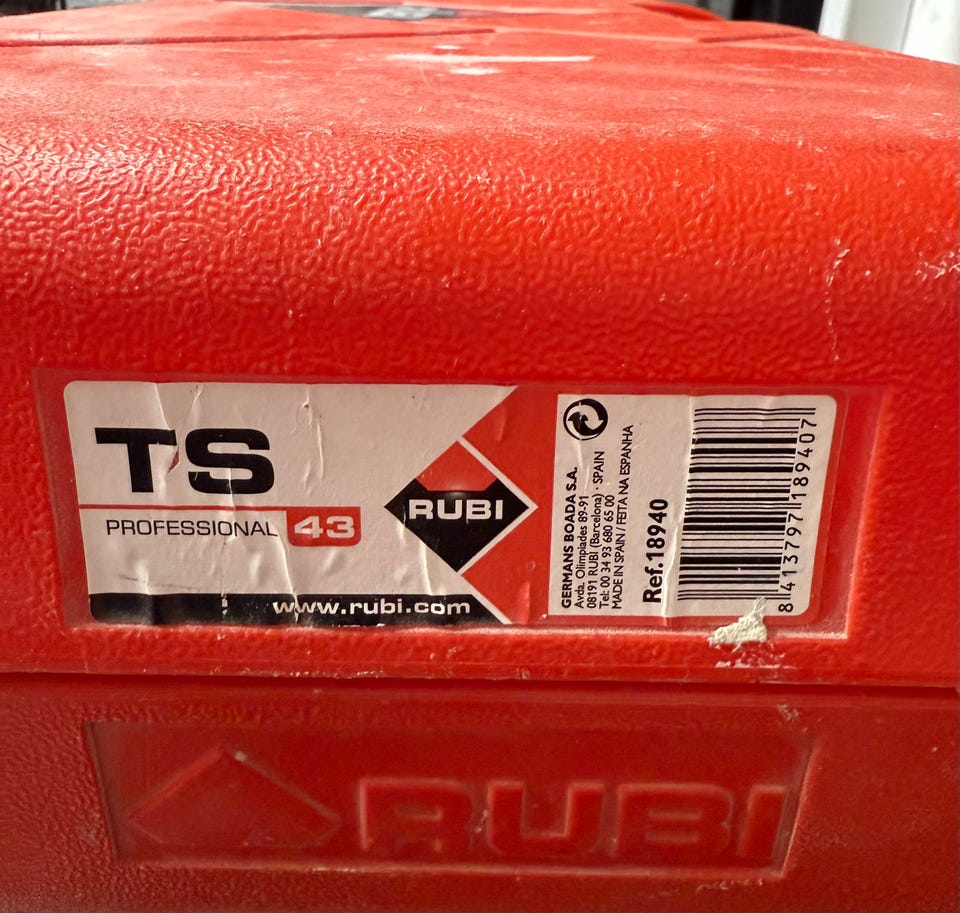 RUBI
TS
PROFESSIONAL 43
RUBI
www.rubi.com
GERMANS BOADA S.A.
Avda. Olimpiades 89-91
08191 RUBÍ (Barcelona) · SPAIN
Tel: 00 34 93 680 65 00
MADE IN SPAIN / FEITA NA ESPANHA
Ref.18940
8 413797 189407
RUBI